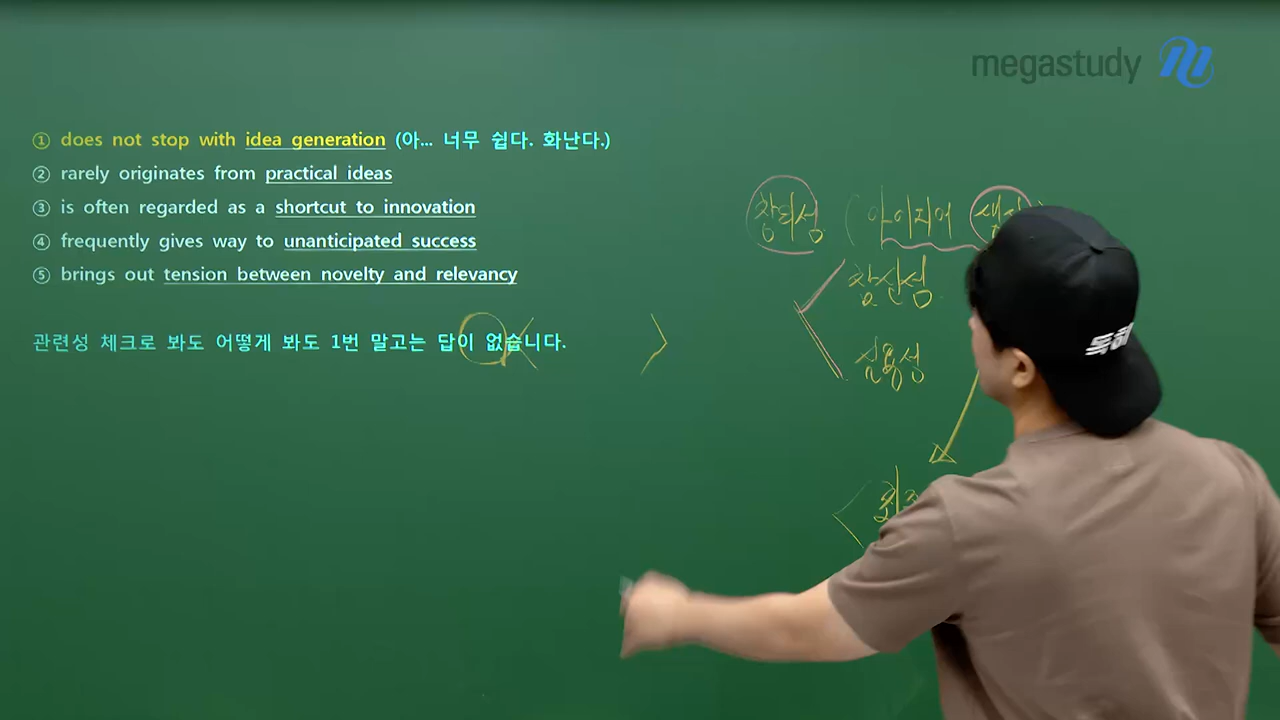 megastudy
① does not stop with idea generation (아... 너무 쉽다. 화난다.)
② rarely originates from practical ideas
③ is often regarded as a shortcut to innovation
④ frequently gives way to unanticipated success
⑤ brings out tension between novelty and relevancy
관련성 체크로 봐도 어떻게 봐도 1번 말고는 답이 없습니다.
창의성 ( 아이디어
참신성
실용성
독해